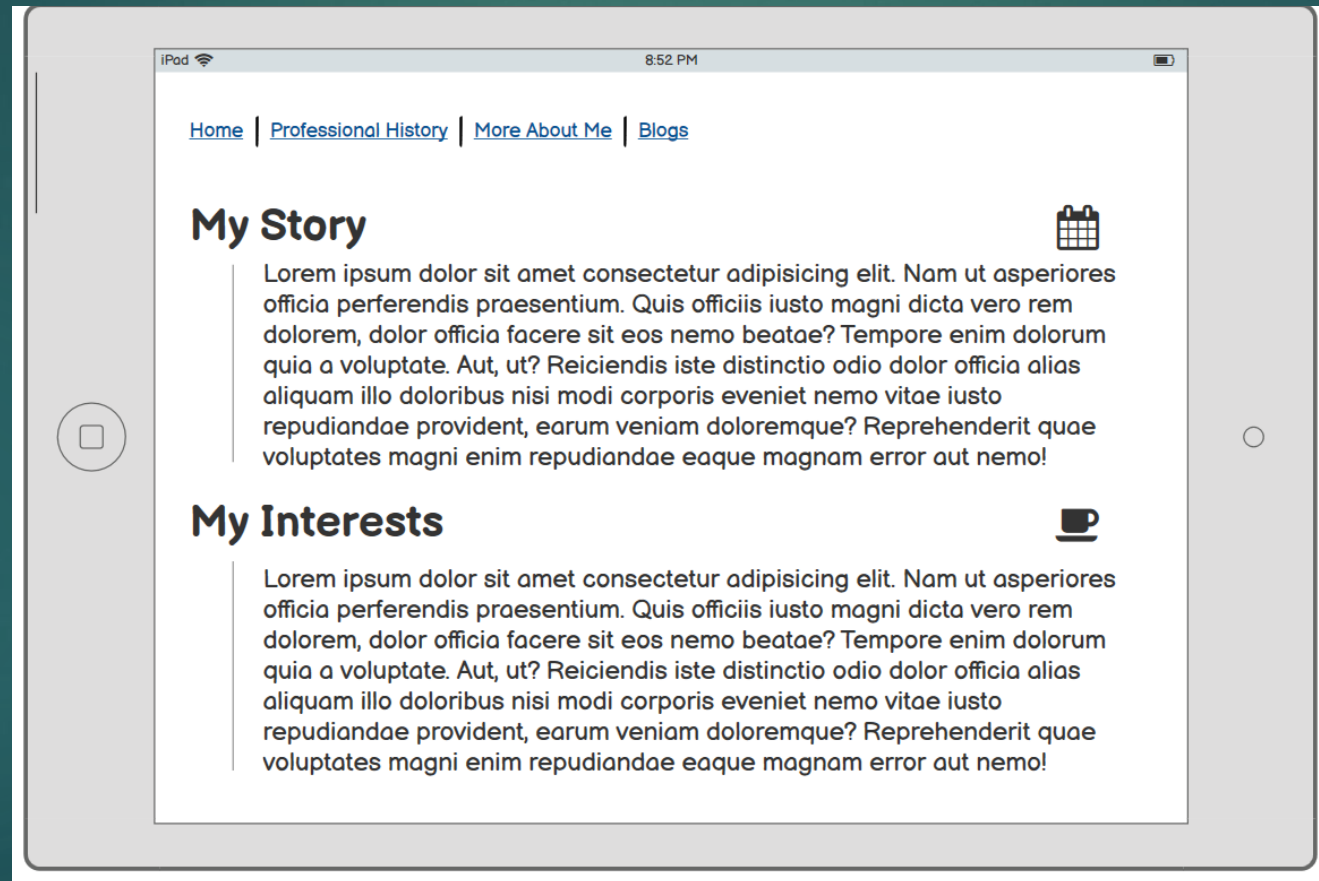 iPad 8:52 PM
Home Professional History More About Me Blogs
My Story
Lorem ipsum dolor sit amet consectetur adipisicing elit. Nam ut asperiores
officia perferendis praesentium. Quis officiis iusto magni dicta vero rem
dolorem, dolor officia facere sit eos nemo beatae? Tempore enim dolorum
quia a voluptate. Aut, ut? Reiciendis iste distinctio odio dolor officia alias
aliquam illo doloribus nisi modi corporis eveniet nemo vitae iusto
repudiandae provident, earum veniam doloremque? Reprehenderit quae
voluptates magni enim repudiandae eaque magnam error aut nemo!
My Interests
Lorem ipsum dolor sit amet consectetur adipisicing elit. Nam ut asperiores
officia perferendis praesentium. Quis officiis iusto magni dicta vero rem
dolorem, dolor officia facere sit eos nemo beatae? Tempore enim dolorum
quia a voluptate. Aut, ut? Reiciendis iste distinctio odio dolor officia alias
aliquam illo doloribus nisi modi corporis eveniet nemo vitae iusto
repudiandae provident, earum veniam doloremque? Reprehenderit quae
voluptates magni enim repudiandae eaque magnam error aut nemo!